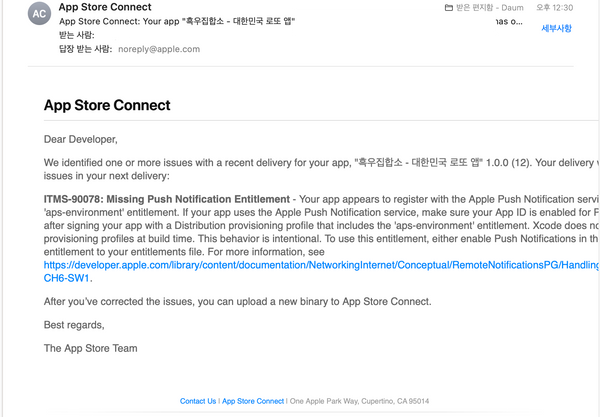 AC
App Store Connect
받은 편지함 - Daum
오후 12:30
App Store Connect: Your app "흑우집합소 - 대한민국 로또 앱"
has o...
세부사항
받는 사람:
답장 받는 사람: noreply@apple.com
App Store Connect
Dear Developer,
We identified one or more issues with a recent delivery for your app, "흑우집합소 - 대한민국 로또 앱" 1.0.0 (12). Your delivery
issues in your next delivery:
ITMS-90078: Missing Push Notification Entitlement - Your app appears to register with the Apple Push Notification
'aps-environment' entitlement. If your app uses the Apple Push Notification service, make sure your App ID is enabled for
after signing your app with a Distribution provisioning profile that includes the 'aps-environment' entitlement. Xcode does
provisioning profiles at build time. This behavior is intentional. To use this entitlement, either enable Push Notifications in
entitlement to your entitlements file. For more information, see
https://developer.apple.com/library/content/documentation/NetworkingInternet/Conceptual/RemoteNotificationsPG/Handling
CH6-SW1.
After you've corrected the issues, you can upload a new binary to App Store Connect.
Best regards,
The App Store Team
Contact Us | App Store Connect | One Apple Park Way, Cupertino, CA 95014